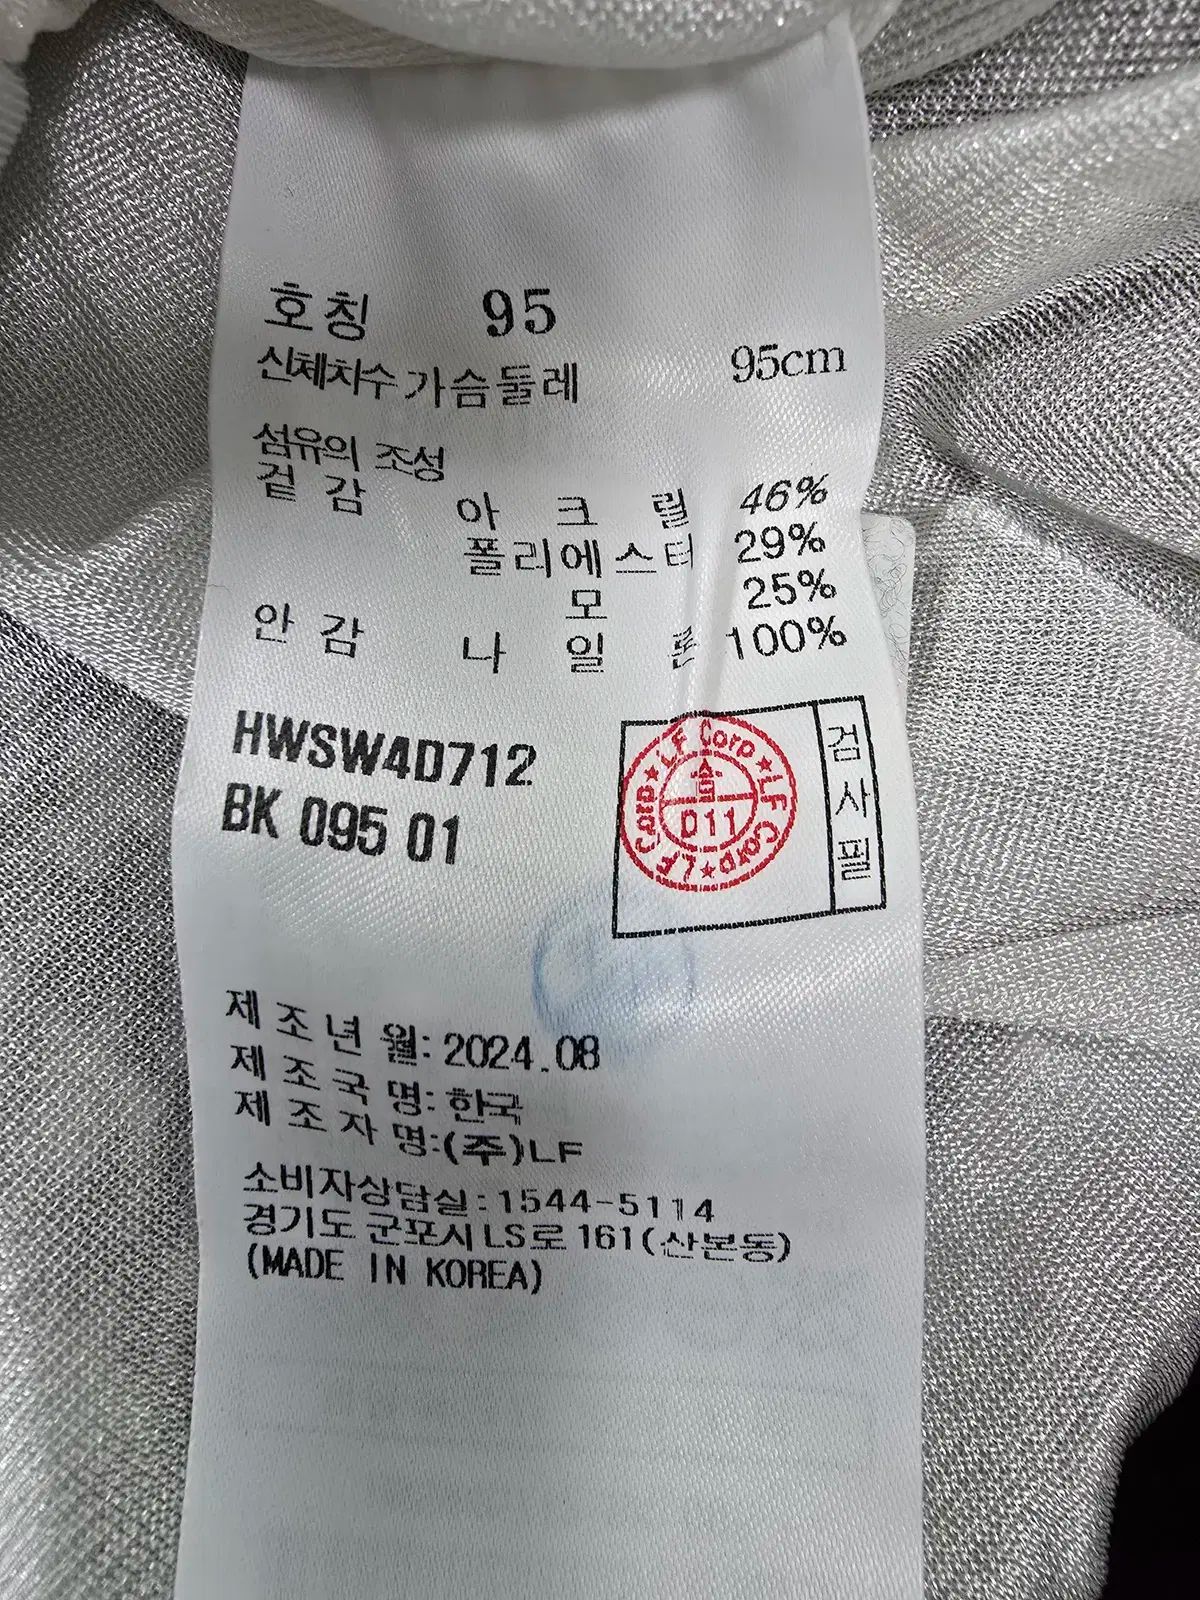 호칭 95
신체치수 가슴둘레 95cm
섬유의 조성
겉감 아크릴 46%
폴리에스터 29%
모 25%
안감 나일론 100%
HWSW4D712
BK 095 01
LF Corp ★ LF Corp ★ LF Corp ★
D11
검사필
제조년월: 2024.08
제조국명: 한국
제조자명:(주)LF
소비자상담실: 1544-5114
경기도 군포시 LS로 161(산본동)
(MADE IN KOREA)